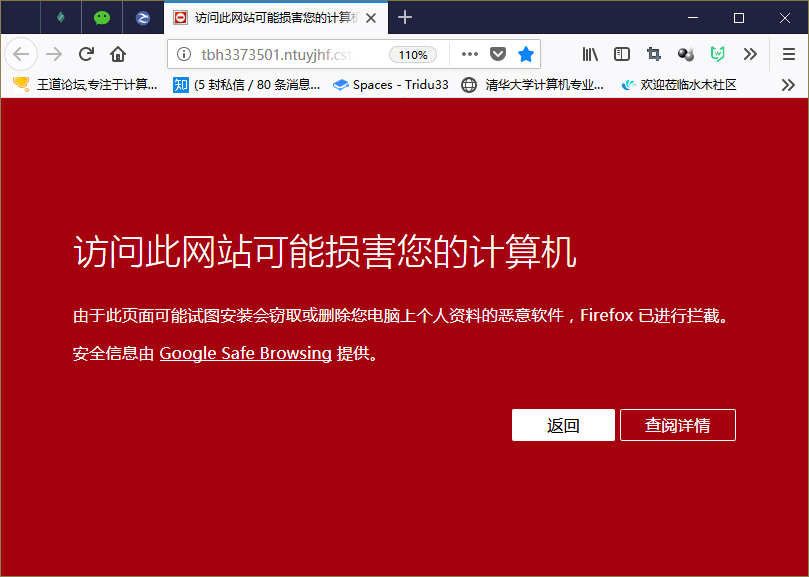 访问此网站可能损害您的计算机
tbh3373501.ntuyjhf.cst
110%
王道论坛,专注于计算...
知 (5 封私信 / 80 条消息...
Spaces - Tridu33
清华大学计算机专业...
欢迎莅临水木社区
访问此网站可能损害您的计算机
由于此页面可能试图安装会窃取或删除您电脑上个人资料的恶意软件，Firefox 已进行拦截。
安全信息由 Google Safe Browsing 提供。
返回
查阅详情